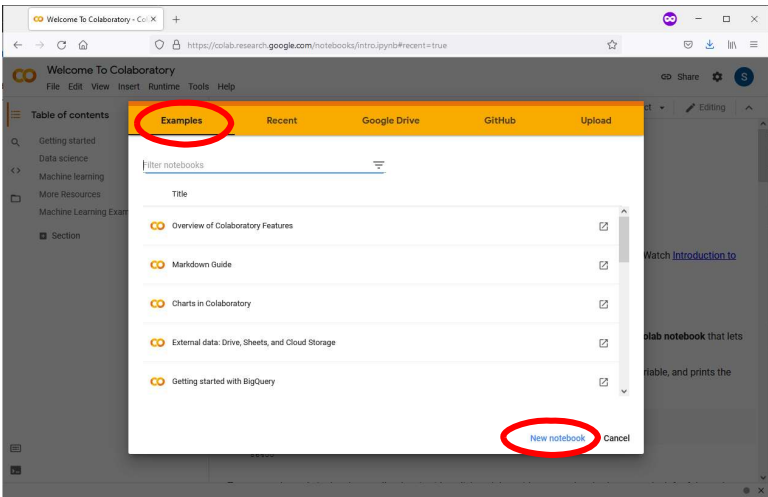 Welcome To Colaboratory - Col
https://colab.research.google.com/notebooks/intro.ipynb#recent=true
Welcome To Colaboratory
File Edit View Insert Runtime Tools Help
Share
S
Table of contents
Editing
Getting started
Data science
Machine learning
More Resources
Machine Learning Exam
Section
Examples Recent Google Drive GitHub Upload
Filter notebooks
Title
Overview of Colaboratory Features
Markdown Guide
Charts in Colaboratory
External data: Drive, Sheets, and Cloud Storage
Getting started with BigQuery
New notebook Cancel
Watch Introduction to
olab notebook that lets
riable, and prints the